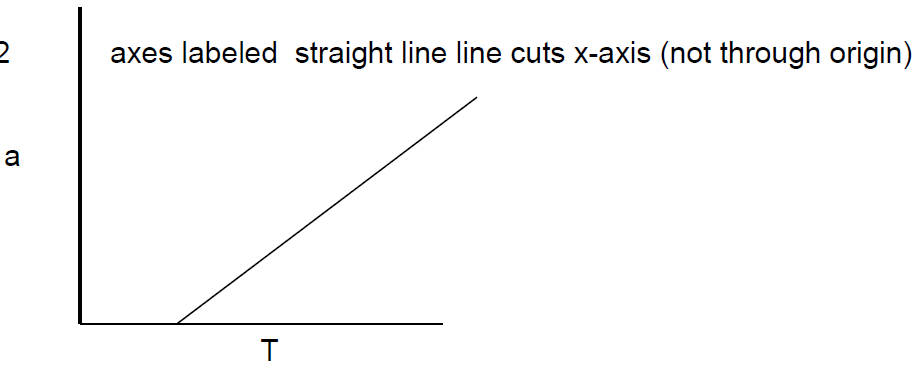 2 axes labeled straight line line cuts x-axis (not through origin)
a
T